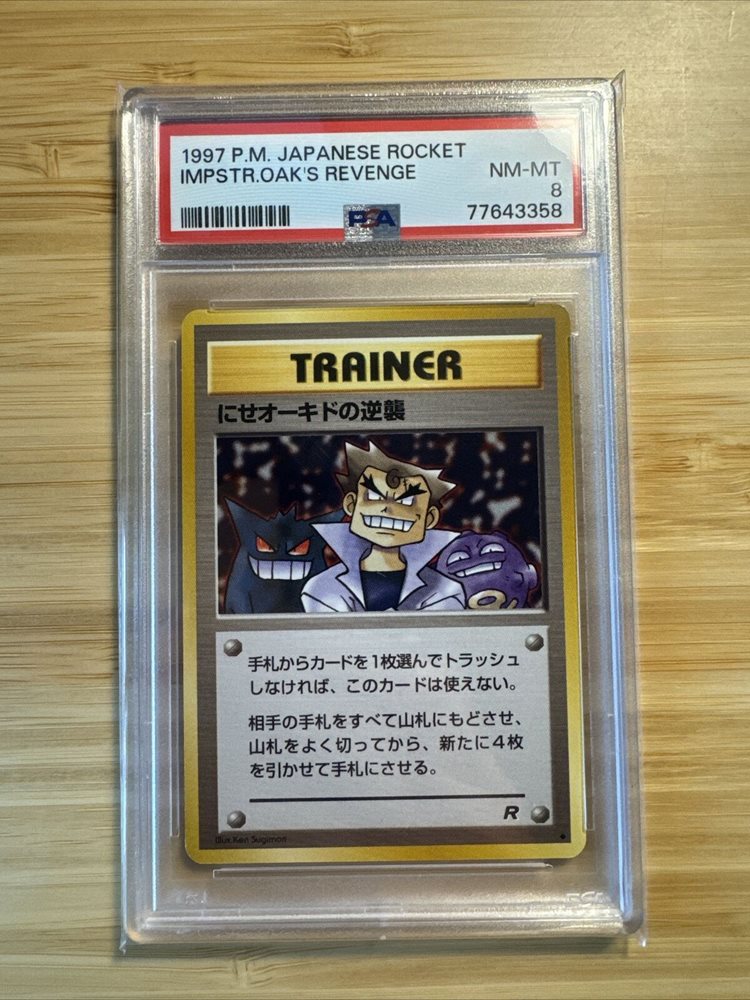 1997 P.M. JAPANESE ROCKET
IMPSTR.OAK'S REVENGE
NM-MT
8
77643358
PSA
TRAINER
にせオーキドの逆襲
手札からカードを1枚選んでトラッシュ
しなければ、このカードは使えない。
相手の手札をすべて山札にもどさせ、
山札をよく切ってから、新たに4枚
を引かせて手札にさせる。
R
Illus.Ken Sugimori